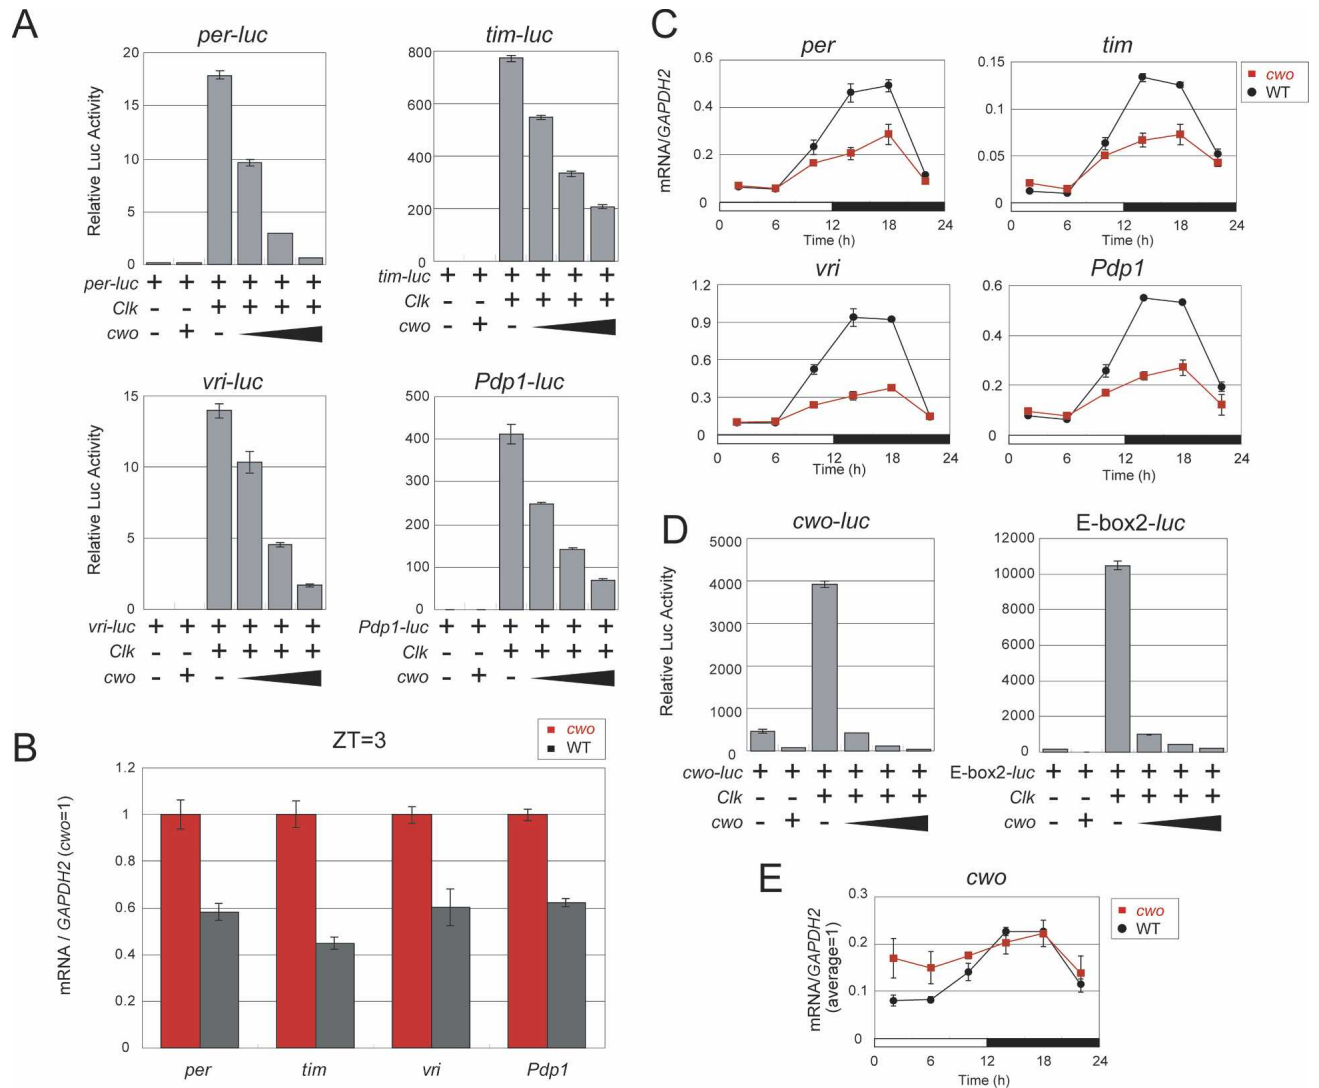 A
per-luc
Relative Luc Activity
20
15
10
5
0
per-luc + + + + + +
Clk - - + + + +
cwo - + -
tim-luc
800
600
400
200
0
tim-luc + + + + + +
Clk - - + + + +
cwo - + -
vri-luc
Relative Luc Activity
15
10
5
0
vri-luc + + + + + +
Clk - - + + + +
cwo - + -
Pdp1-luc
500
400
300
200
100
0
Pdp1-luc + + + + + +
Clk - - + + + +
cwo - + -
B
ZT=3
cwo
WT
mRNA / GAPDH2 (cwo=1)
1.2
1
0.8
0.6
0.4
0.2
0
per tim vri Pdp1
C
per
mRNA/GAPDH2
0.6
0.4
0.2
0
0 6 12 18 24
Time (h)
tim
0.15
0.1
0.05
0
0 6 12 18 24
Time (h)
cwo
WT
vri
1.2
0.9
0.6
0.3
0
0 6 12 18 24
Time (h)
Pdp1
0.6
0.4
0.2
0
0 6 12 18 24
Time (h)
D
cwo-luc
Relative Luc Activity
5000
4000
3000
2000
1000
0
cwo-luc + + + + + +
Clk - - + + + +
cwo - + -
E-box2-luc
12000
10000
8000
6000
4000
2000
0
E-box2-luc + + + + + +
Clk - - + + + +
cwo - + -
E
cwo
mRNA/GAPDH2
(average=1)
0.3
0.2
0.1
0
0 6 12 18 24
Time (h)
cwo
WT